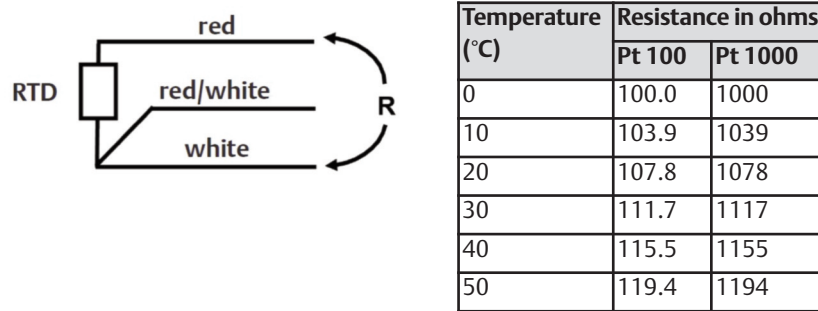 red
RTD
red/white
R
white
Temperature Resistance in ohms
(°C) Pt 100 Pt 1000
0 100.0 1000
10 103.9 1039
20 107.8 1078
30 111.7 1117
40 115.5 1155
50 119.4 1194